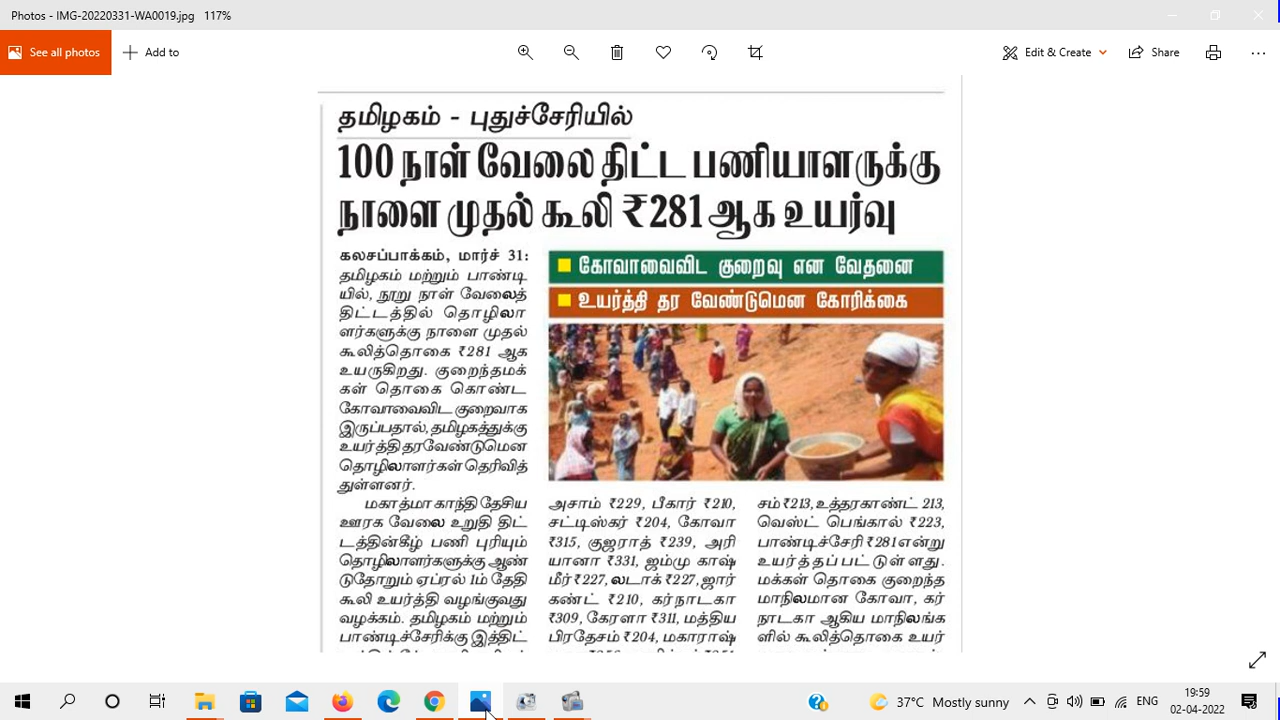 Photos - IMG-20220331-WA0019.jpg 117%
See all photos
Add to
Edit & Create
Share
தமிழகம் - புதுச்சேரியில்
100 நாள் வேலை திட்ட பணியாளருக்கு
நாளை முதல் கூலி ₹281 ஆக உயர்வு
கலசப்பாக்கம், மார்ச் 31:
தமிழகம் மற்றும் பாண்டி
யில், நூறு நாள் வேலைத்
திட்டத்தில் தொழிலா
ளர்களுக்கு நாளை முதல்
கூலித்தொகை ₹281 ஆக
உயருகிறது. குறைந்தமக்
கள் தொகை கொண்ட
கோவாவைவிட குறைவாக
இருப்பதால், தமிழகத்துக்கு
உயர்த்தி தரவேண்டுமென
தொழிலாளர்கள் தெரிவித்
துள்ளனர்.
மகாத்மா காந்தி தேசிய
ஊரக வேலை உறுதி திட்
டத்தின்கீழ் பணி புரியும்
தொழிலாளர்களுக்கு ஆண்
டுதோறும் ஏப்ரல் 1ம் தேதி
கூலி உயர்த்தி வழங்குவது
வழக்கம். தமிழகம் மற்றும்
பாண்டிச்சேரிக்கு இத்திட்
கோவாவைவிட குறைவு என வேதனை
உயர்த்தி தர வேண்டுமென கோரிக்கை
அசாம் ₹229, பீகார் ₹210,
சட்டிஸ்கர் ₹204, கோவா
₹315, குஜராத் ₹239, அரி
யானா ₹331, ஜம்மு காஷ்
மீர் ₹227, லடாக் ₹227, ஜார்
கண்ட் ₹210, கர்நாடகா
₹309, கேரளா ₹311, மத்திய
பிரதேசம் ₹204, மகாராஷ்
சம் ₹213, உத்தரகாண்ட் 213,
வெஸ்ட் பெங்கால் ₹223,
பாண்டிச்சேரி ₹281 என்று
உயர்த்தப் பட் டுள் ளது.
மக்கள் தொகை குறைந்த
மாநிலமான கோவா, கர்
நாடகா ஆகிய மாநிலங்க
ளில் கூலித்தொகை உயர்
37°C Mostly sunny
ENG
19:59
02-04-2022